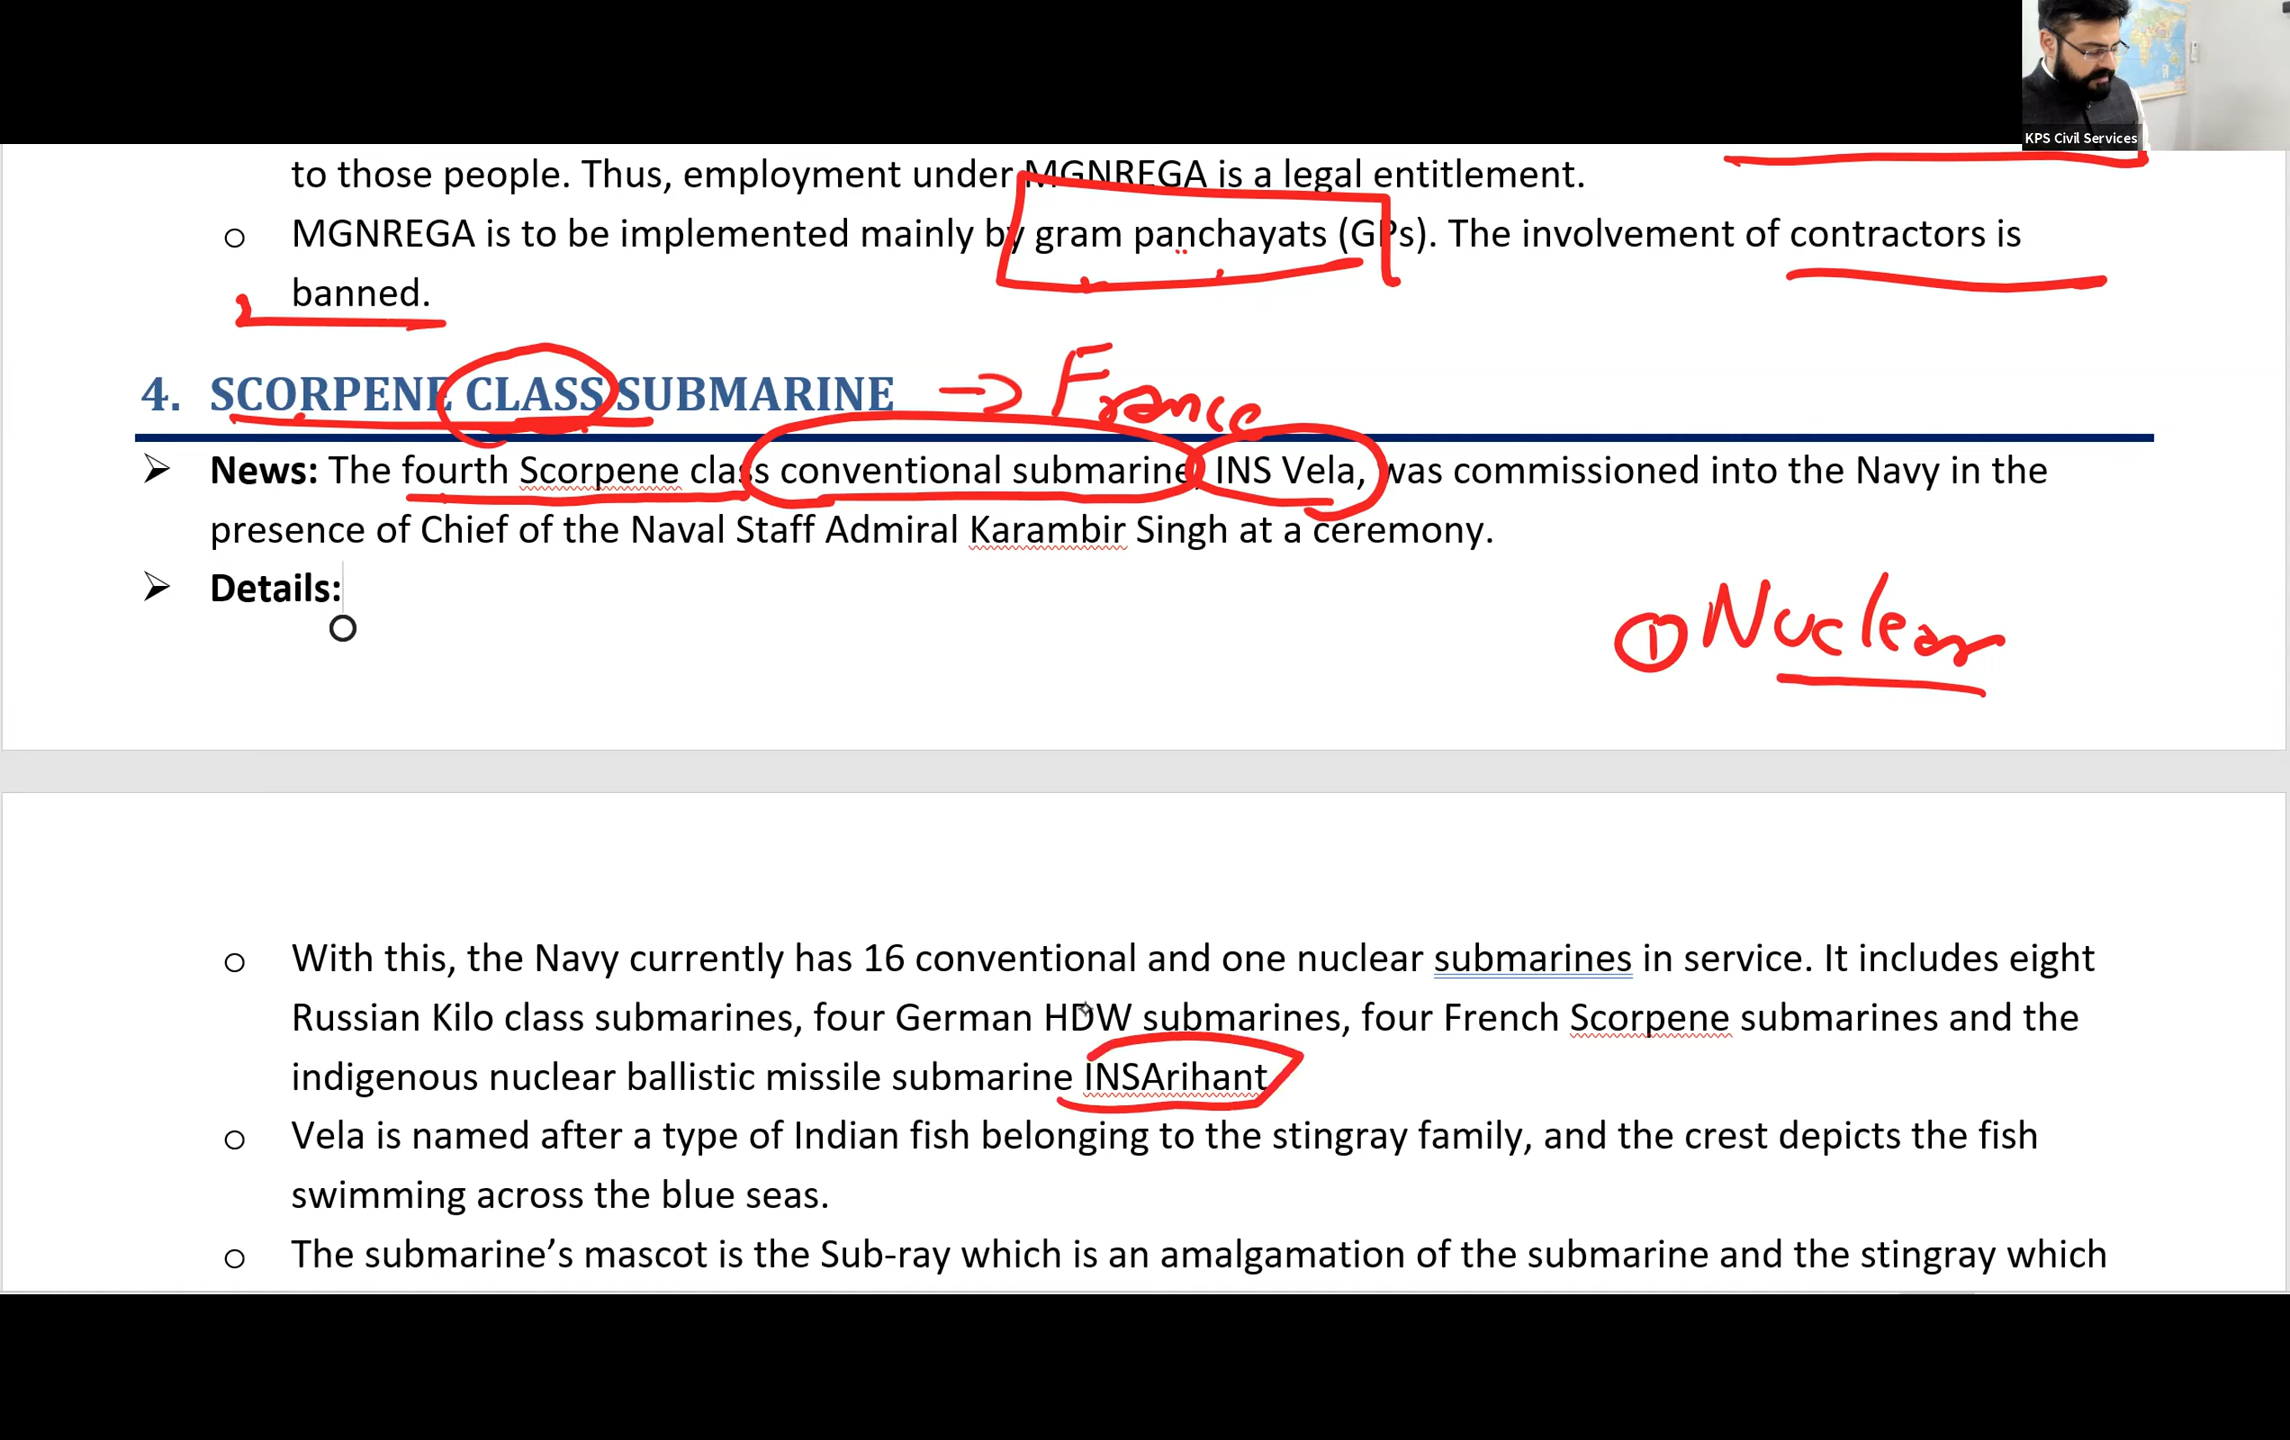 KPS Civil Services
to those people. Thus, employment under MGNREGA is a legal entitlement.
o MGNREGA is to be implemented mainly by gram panchayats (GPs). The involvement of contractors is
banned.
4. SCORPENE CLASS SUBMARINE → France
➢ News: The fourth Scorpene class conventional submarine, INS Vela, was commissioned into the Navy in the
presence of Chief of the Naval Staff Admiral Karambir Singh at a ceremony.
➢ Details:
① Nuclear
o With this, the Navy currently has 16 conventional and one nuclear submarines in service. It includes eight
Russian Kilo class submarines, four German HDW submarines, four French Scorpene submarines and the
indigenous nuclear ballistic missile submarine INSArihant
o Vela is named after a type of Indian fish belonging to the stingray family, and the crest depicts the fish
swimming across the blue seas.
o The submarine’s mascot is the Sub-ray which is an amalgamation of the submarine and the stingray which